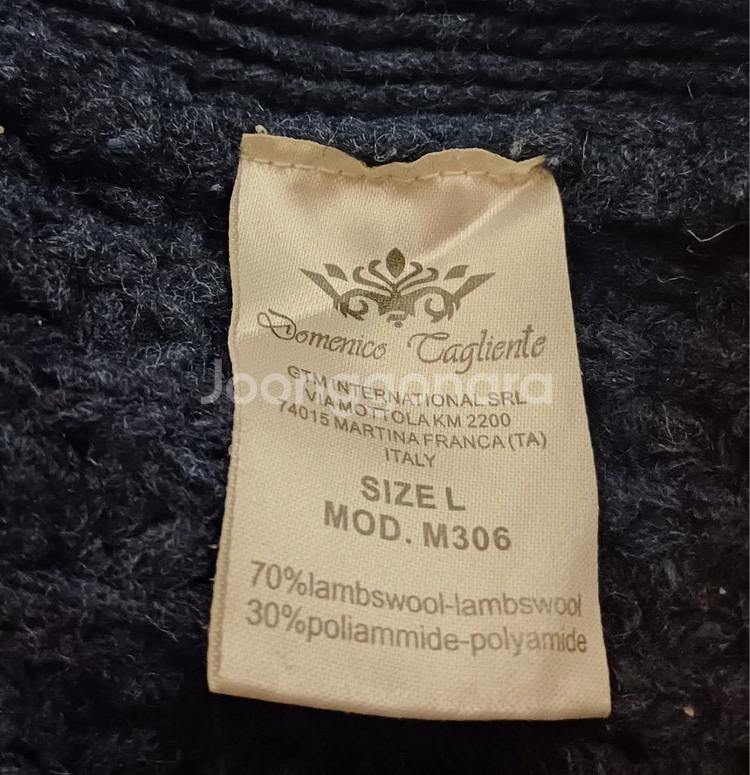 Domenico Tagliente
Joonggonara
GTM INTERNATIONAL SRL
VIA MOTTOLA KM 2200
74015 MARTINA FRANCA (TA)
ITALY
SIZE L
MOD. M306
70%lambswool-lambswool
30%poliammide-polyamide